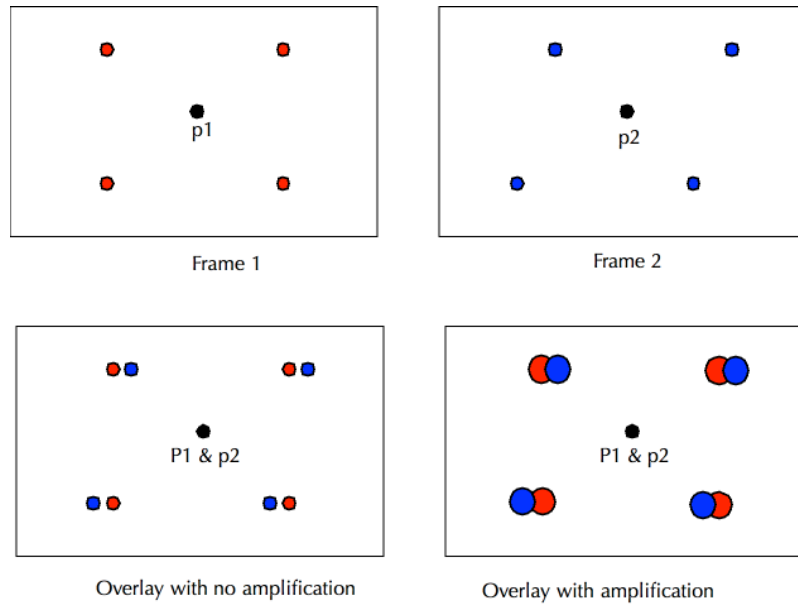 p1
p2
Frame 1
Frame 2
P1 & p2
P1 & p2
Overlay with no amplification
Overlay with amplification